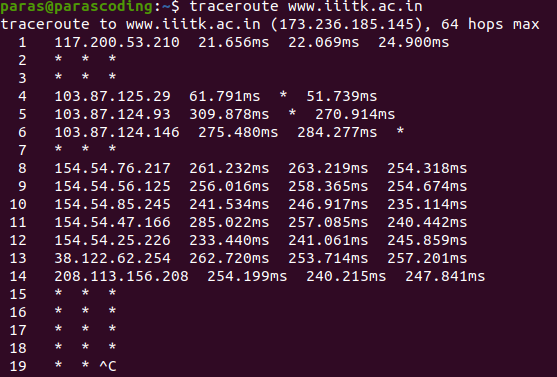 paras@parascoding:~$ traceroute www.iiitk.ac.in
traceroute to www.iiitk.ac.in (173.236.185.145), 64 hops max
1 117.200.53.210 21.656ms 22.069ms 24.900ms
2 * * *
3 * * *
4 103.87.125.29 61.791ms * 51.739ms
5 103.87.124.93 309.878ms * 270.914ms
6 103.87.124.146 275.480ms 284.277ms *
7 * * *
8 154.54.76.217 261.232ms 263.219ms 254.318ms
9 154.54.56.125 256.016ms 258.365ms 254.674ms
10 154.54.85.245 241.534ms 246.917ms 235.114ms
11 154.54.47.166 285.022ms 257.085ms 240.442ms
12 154.54.25.226 233.440ms 241.061ms 245.859ms
13 38.122.62.254 262.720ms 253.714ms 257.201ms
14 208.113.156.208 254.199ms 240.215ms 247.841ms
15 * * *
16 * * *
17 * * *
18 * * *
19 * * ^C